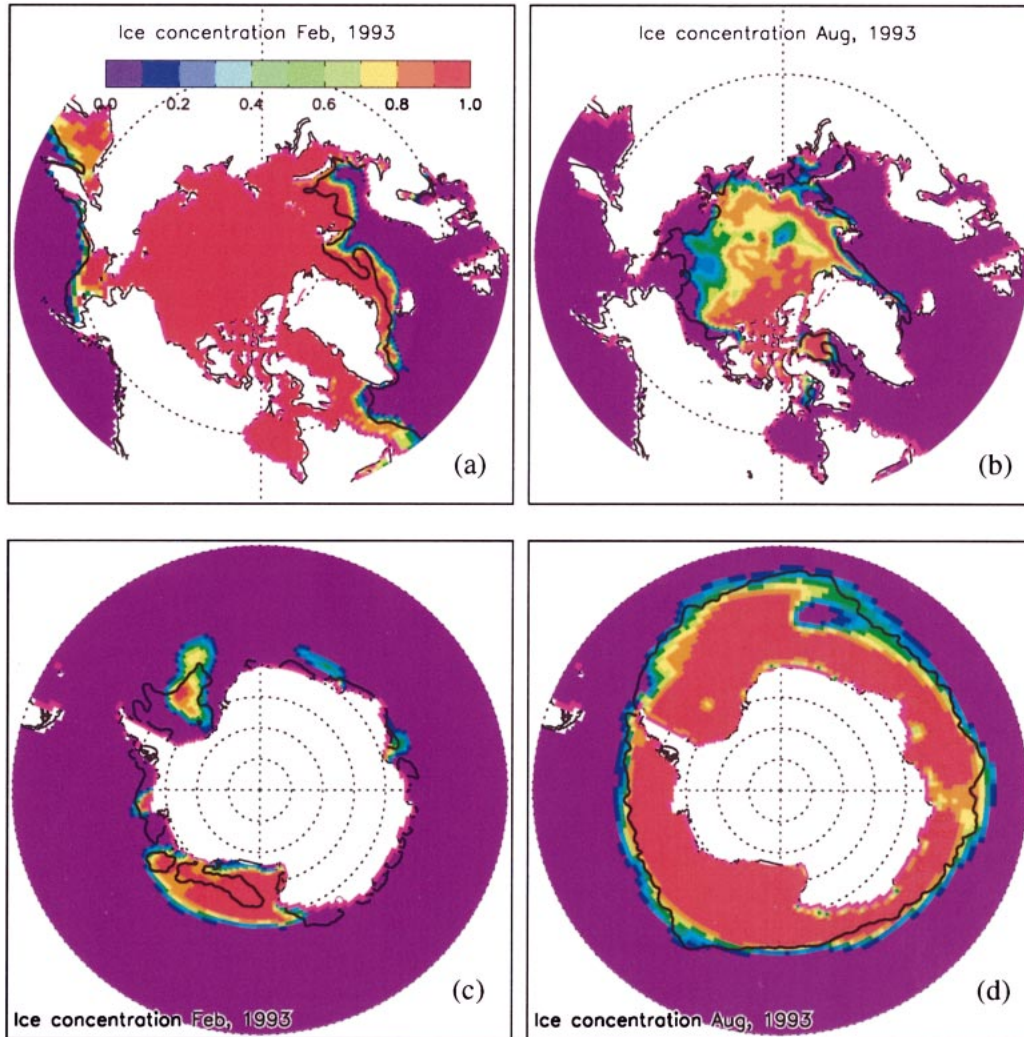 Ice concentration Feb, 1993
0.0 0.2 0.4 0.6 0.8 1.0
(a)
Ice concentration Aug, 1993
(b)
Ice concentration Feb, 1993
(c)
Ice concentration Aug, 1993
(d)